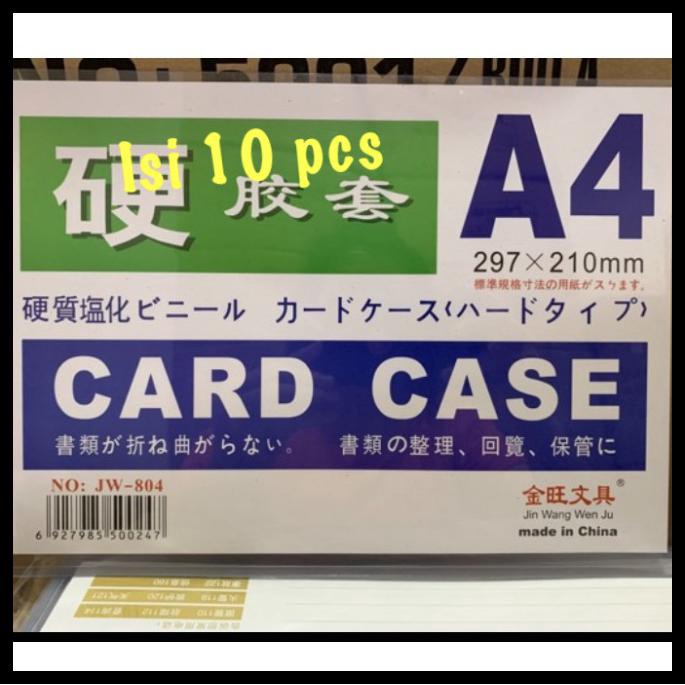 硬 胶套
Isi 10 pcs
A4
297×210mm
標準規格寸法の用紙がスㄅます。
硬質塩化ビニール カードケース(ハードタイプ)
CARD CASE
書類が折ね曲がらない。 書類の整理、回覧、保管に
NO: JW-804
6 927985 500247
金旺文具®
Jin Wang Wen Ju
made in China